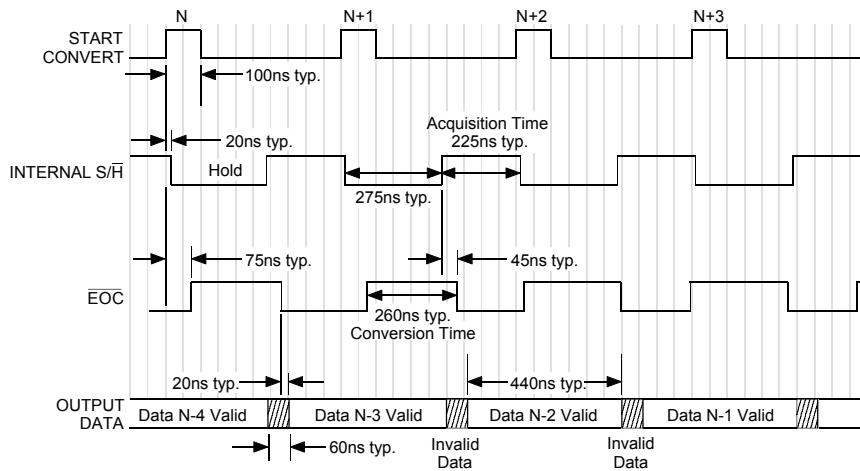 N N+1 N+2 N+3
START
CONVERT
100ns typ.
Acquisition Time
20ns typ. 225ns typ.
INTERNAL S/H̅ Hold
275ns typ.
75ns typ. 45ns typ.
E̅O̅C̅
260ns typ.
Conversion Time
20ns typ. 440ns typ.
OUTPUT
DATA
Data N-4 Valid Data N-3 Valid Data N-2 Valid Data N-1 Valid
60ns typ. Invalid Invalid
Data Data